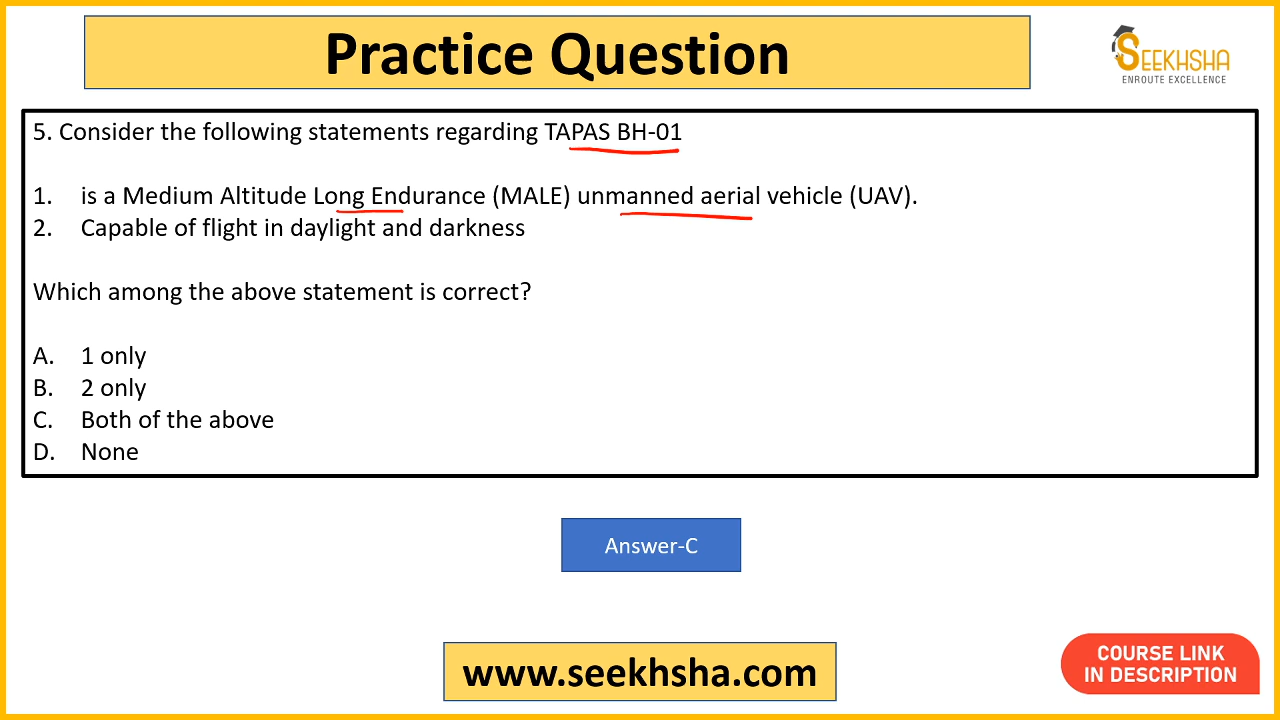 Practice Question
SEEKHSHA
ENROUTE EXCELLENCE
5. Consider the following statements regarding TAPAS BH-01
1. is a Medium Altitude Long Endurance (MALE) unmanned aerial vehicle (UAV).
2. Capable of flight in daylight and darkness
Which among the above statement is correct?
A. 1 only
B. 2 only
C. Both of the above
D. None
Answer-C
www.seekhsha.com
COURSE LINK
IN DESCRIPTION